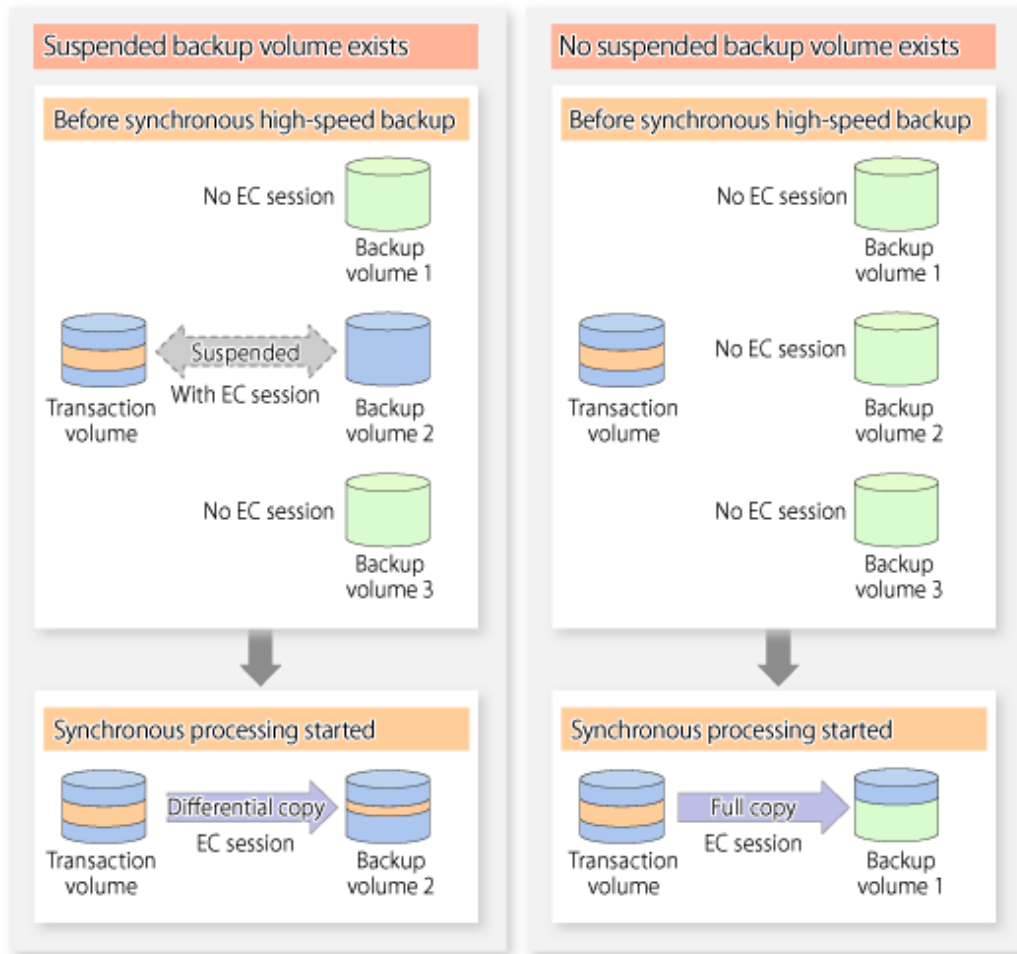 Suspended backup volume exists
Before synchronous high-speed backup
No EC session
Backup
volume 1
Suspended
With EC session
Transaction
volume
Backup
volume 2
No EC session
Backup
volume 3
Synchronous processing started
Differential copy
EC session
Transaction
volume
Backup
volume 2
No suspended backup volume exists
Before synchronous high-speed backup
No EC session
Backup
volume 1
No EC session
Transaction
volume
Backup
volume 2
No EC session
Backup
volume 3
Synchronous processing started
Full copy
EC session
Transaction
volume
Backup
volume 1